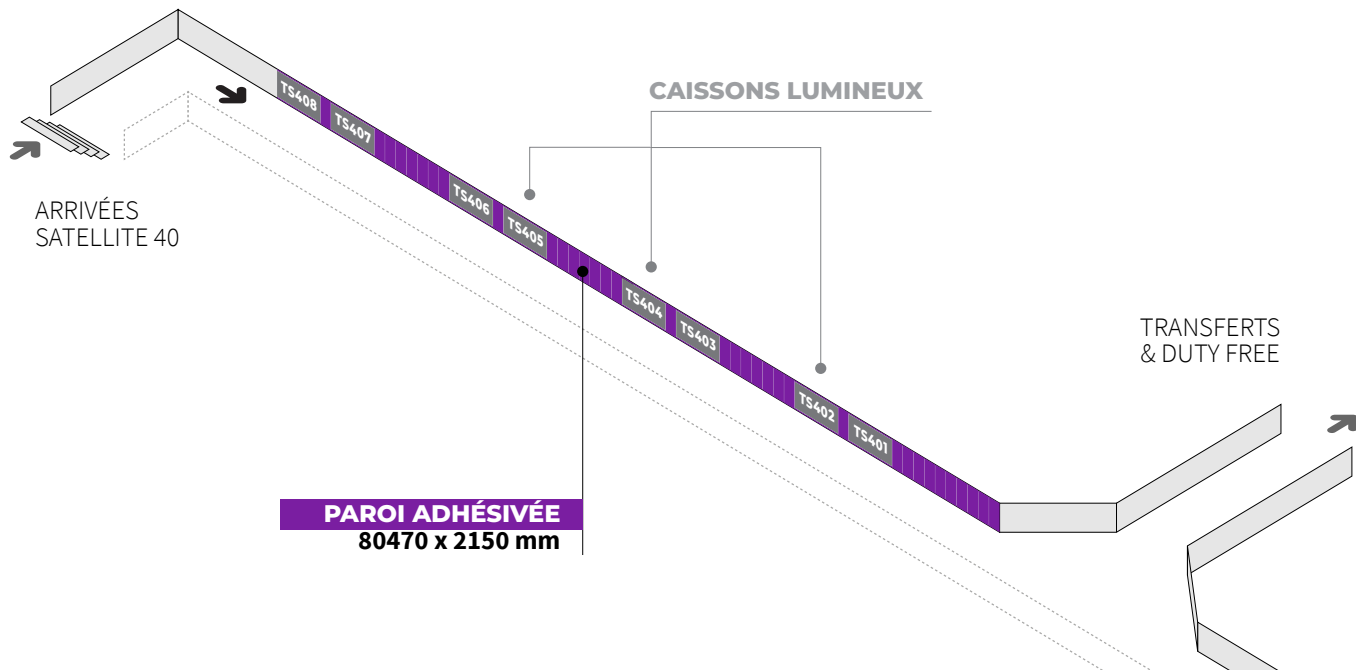 CAISSONS LUMINEUX
TS408
TS407
TS406
TS405
TS404
TS403
TS402
TS401
ARRIVÉES
SATELLITE 40
TRANSFERTS
& DUTY FREE
PAROI ADHÉSIVÉE
80470 x 2150 mm